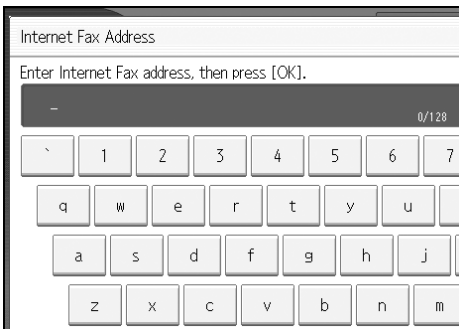 Internet Fax Address
Enter Internet Fax address, then press [OK].
_
0/128
` 1 2 3 4 5 6 7
q w e r t y u
a s d f g h j
z x c v b n m